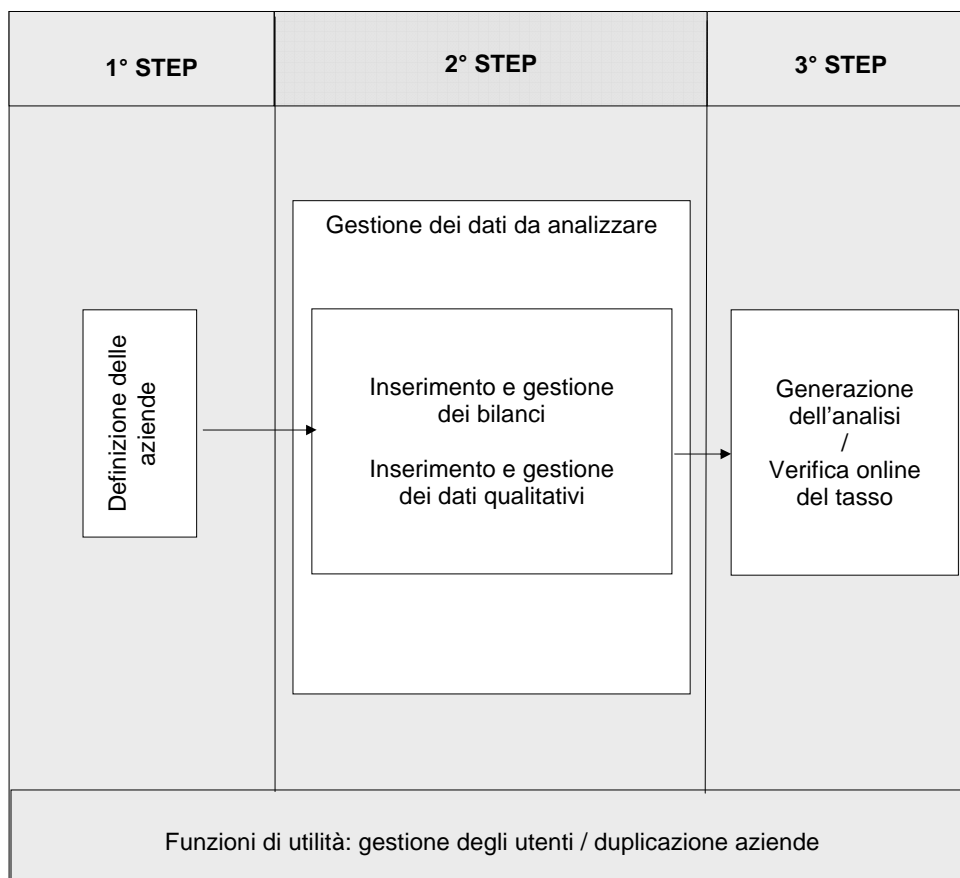 1° STEP
2° STEP
3° STEP
Definizione delle
aziende
Gestione dei dati da analizzare
Inserimento e gestione
dei bilanci
Inserimento e gestione
dei dati qualitativi
Generazione
dell’analisi
/
Verifica online
del tasso
Funzioni di utilità: gestione degli utenti / duplicazione aziende